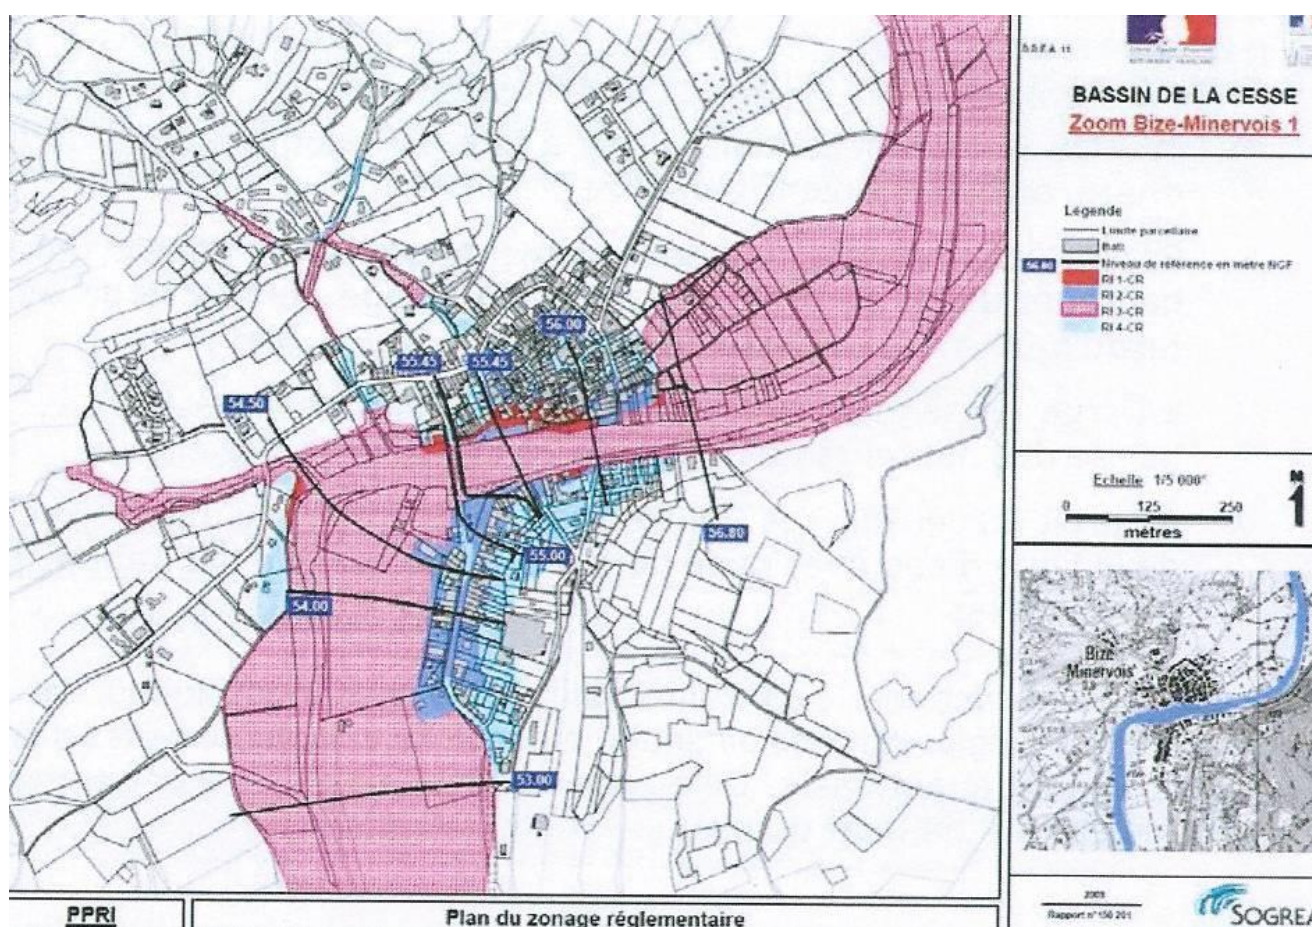 BASSIN DE LA CESSE
Zoom Bize-Minervois 1
Légende
Limite parcellaire
Bati
56.80 Niveau de référence en mètre NGF
RI 1-CR
RI 2-CR
RI 3-CR
RI 4-CR
Echelle 1/5 000°
N
0 125 250
mètres
Bize
Minervois
56.00
55.45
55.45
54.50
56.80
55.00
54.00
53.00
PPRI
Plan du zonage réglementaire
Rapport n°
SOGREA